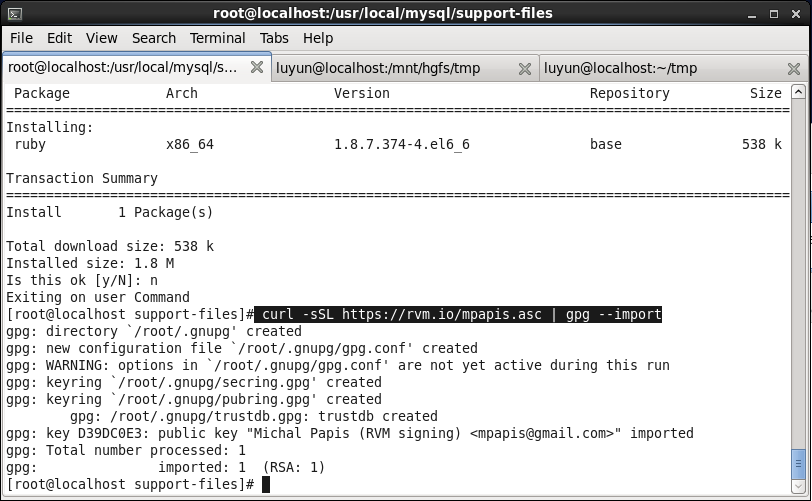 root@localhost:/usr/local/mysql/support-files
File Edit View Search Terminal Tabs Help
root@localhost:/usr/local/mysql/s... luyun@localhost:/mnt/hgfs/tmp luyun@localhost:~/tmp
Package Arch Version Repository Size
================================================================================
Installing:
ruby x86_64 1.8.7.374-4.el6_6 base 538 k
Transaction Summary
================================================================================
Install 1 Package(s)
Total download size: 538 k
Installed size: 1.8 M
Is this ok [y/N]: n
Exiting on user Command
[root@localhost support-files]# curl -sSL https://rvm.io/mpapis.asc | gpg --import
gpg: directory `/root/.gnupg' created
gpg: new configuration file `/root/.gnupg/gpg.conf' created
gpg: WARNING: options in `/root/.gnupg/gpg.conf' are not yet active during this run
gpg: keyring `/root/.gnupg/secring.gpg' created
gpg: keyring `/root/.gnupg/pubring.gpg' created
gpg: /root/.gnupg/trustdb.gpg: trustdb created
gpg: key D39DC0E3: public key "Michal Papis (RVM signing) <mpapis@gmail.com>" imported
gpg: Total number processed: 1
gpg: imported: 1 (RSA: 1)
[root@localhost support-files]#